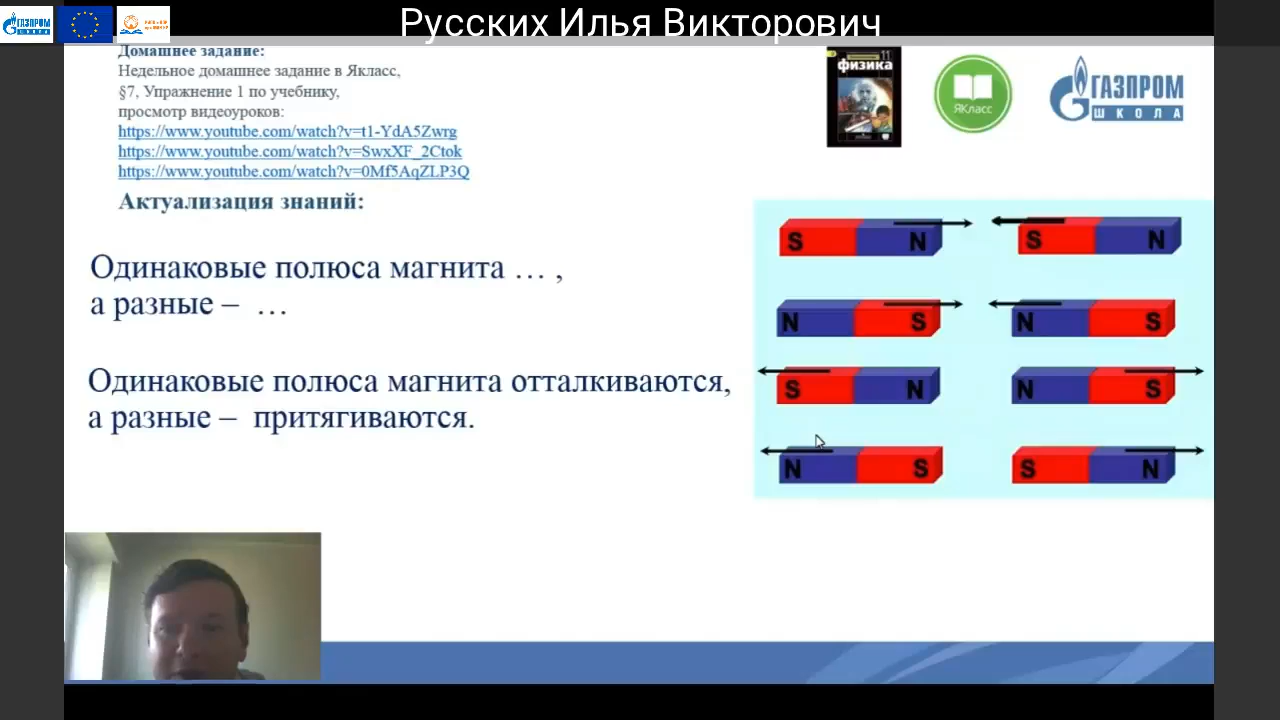 ГАЗПРОМ
ШКОЛА
Русских Илья Викторович
Домашнее задание:
Недельное домашнее задание в Якласс,
§7, Упражнение 1 по учебнику,
просмотр видеоуроков:
https://www.youtube.com/watch?v=t1-YdA5Zwrg
https://www.youtube.com/watch?v=SwxXF_2Ctok
https://www.youtube.com/watch?v=0Mf5AqZLP3Q
11
физика
ЯКласс
ГАЗПРОМ
ШКОЛА
Актуализация знаний:
Одинаковые полюса магнита … ,
а разные – …
Одинаковые полюса магнита отталкиваются,
а разные – притягиваются.
S N S N
N S N S
S N N S
N S S N